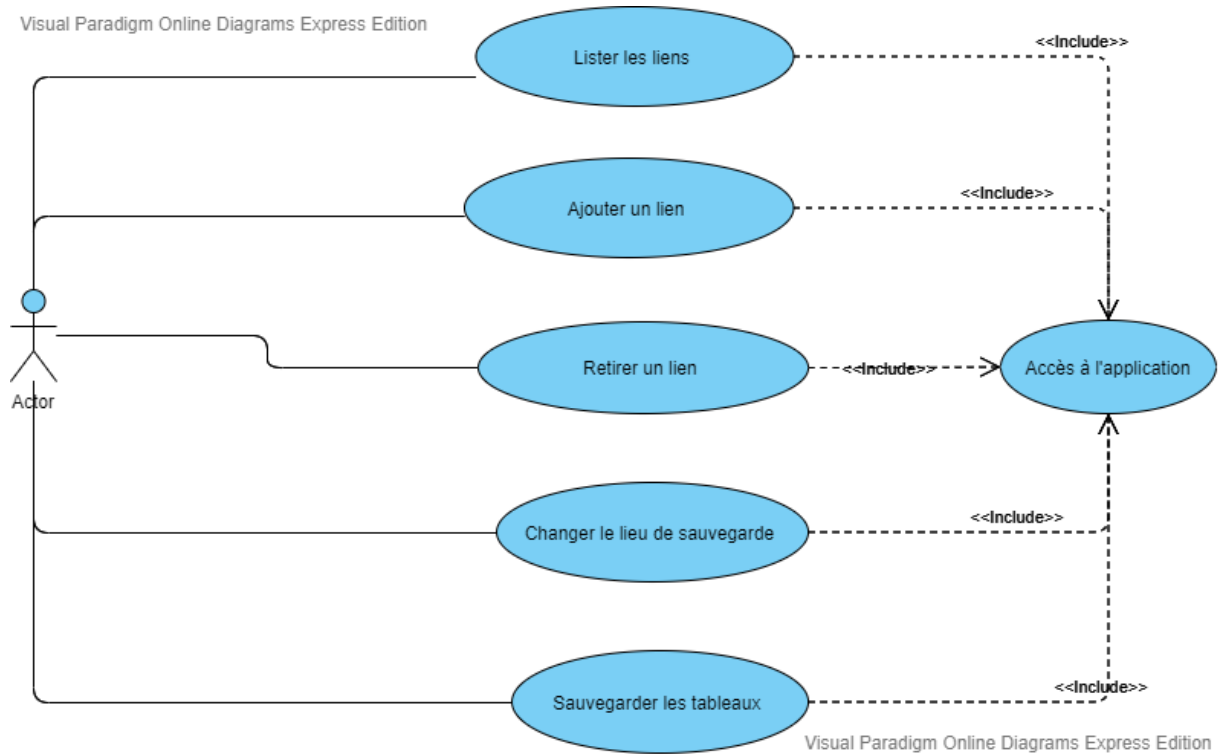 Visual Paradigm Online Diagrams Express Edition
Lister les liens
<<Include>>
Ajouter un lien
<<Include>>
Retirer un lien
<<Include>>
Accès à l'application
Actor
Changer le lieu de sauvegarde
<<Include>>
Sauvegarder les tableaux
<<Include>>
Visual Paradigm Online Diagrams Express Edition